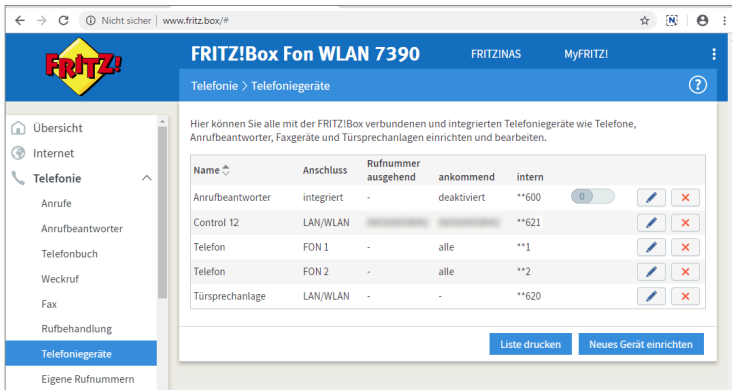 Nicht sicher | www.fritz.box/#
FRITZ!
FRITZ!Box Fon WLAN 7390 FRITZ!NAS MyFRITZ!
Telefonie > Telefoniegeräte ?
Übersicht
Internet
Telefonie
Anrufe
Anrufbeantworter
Telefonbuch
Weckruf
Fax
Rufbehandlung
Telefoniegeräte
Eigene Rufnummern
Hier können Sie alle mit der FRITZ!Box verbundenen und integrierten Telefoniegeräte wie Telefone,
Anrufbeantworter, Faxgeräte und Türsprechanlagen einrichten und bearbeiten.
Name Anschluss Rufnummer ausgehend ankommend intern
Anrufbeantworter integriert - deaktiviert **600 0
Control 12 LAN/WLAN **621
Telefon FON 1 - alle **1
Telefon FON 2 - alle **2
Türsprechanlage LAN/WLAN - - **620
Liste drucken Neues Gerät einrichten